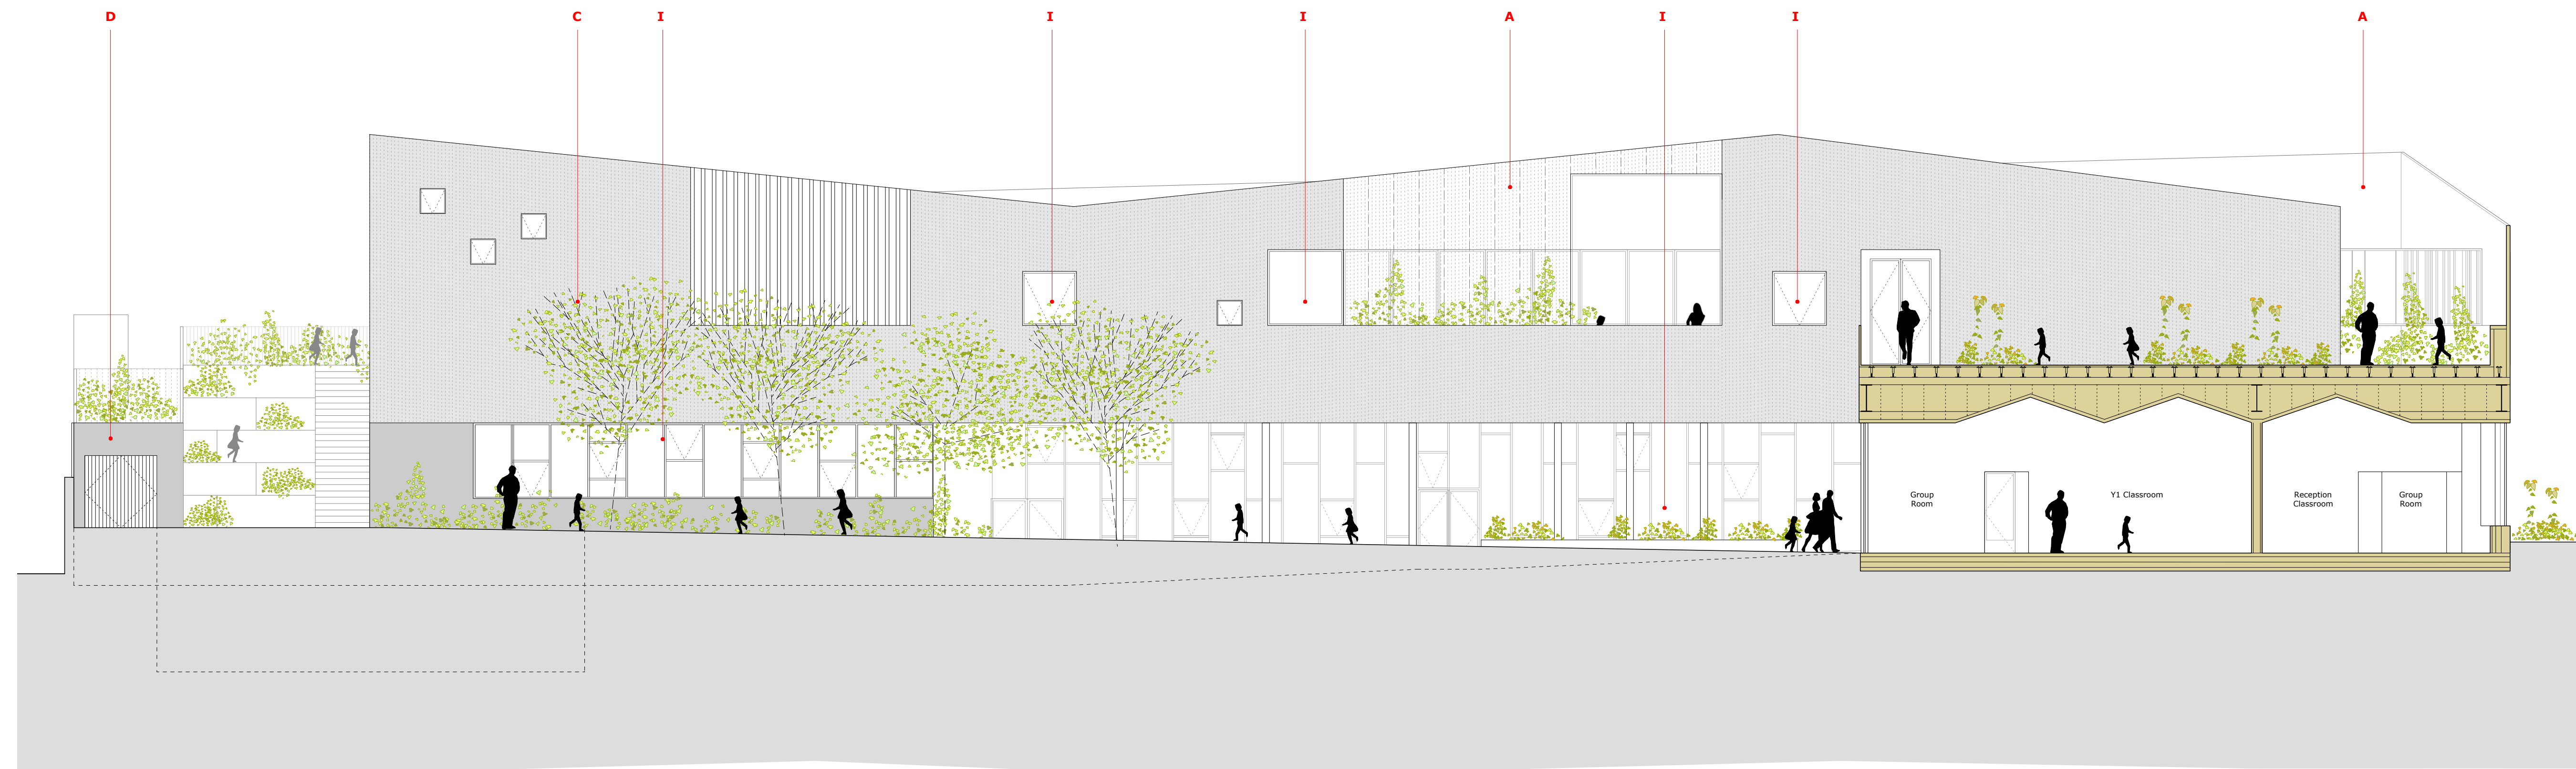 D C I I I A I I A
Group
Room
Y1 Classroom
Reception
Classroom
Group
Room